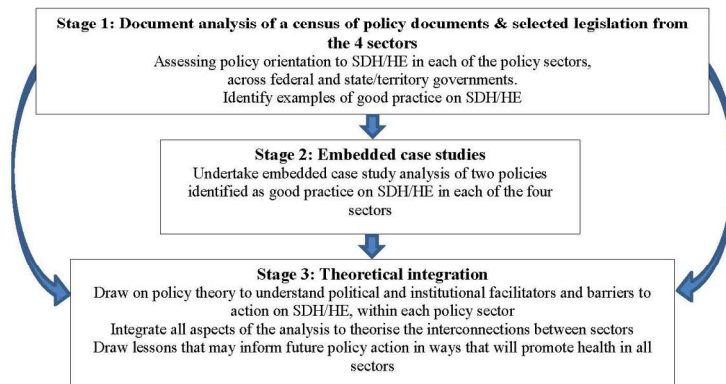 Stage 1: Document analysis of a census of policy documents & selected legislation from
the 4 sectors
Assessing policy orientation to SDH/HE in each of the policy sectors,
across federal and state/territory governments.
Identify examples of good practice on SDH/HE
Stage 2: Embedded case studies
Undertake embedded case study analysis of two policies
identified as good practice on SDH/HE in each of the four
sectors
Stage 3: Theoretical integration
Draw on policy theory to understand political and institutional facilitators and barriers to
action on SDH/HE, within each policy sector
Integrate all aspects of the analysis to theorise the interconnections between sectors
Draw lessons that may inform future policy action in ways that will promote health in all
sectors